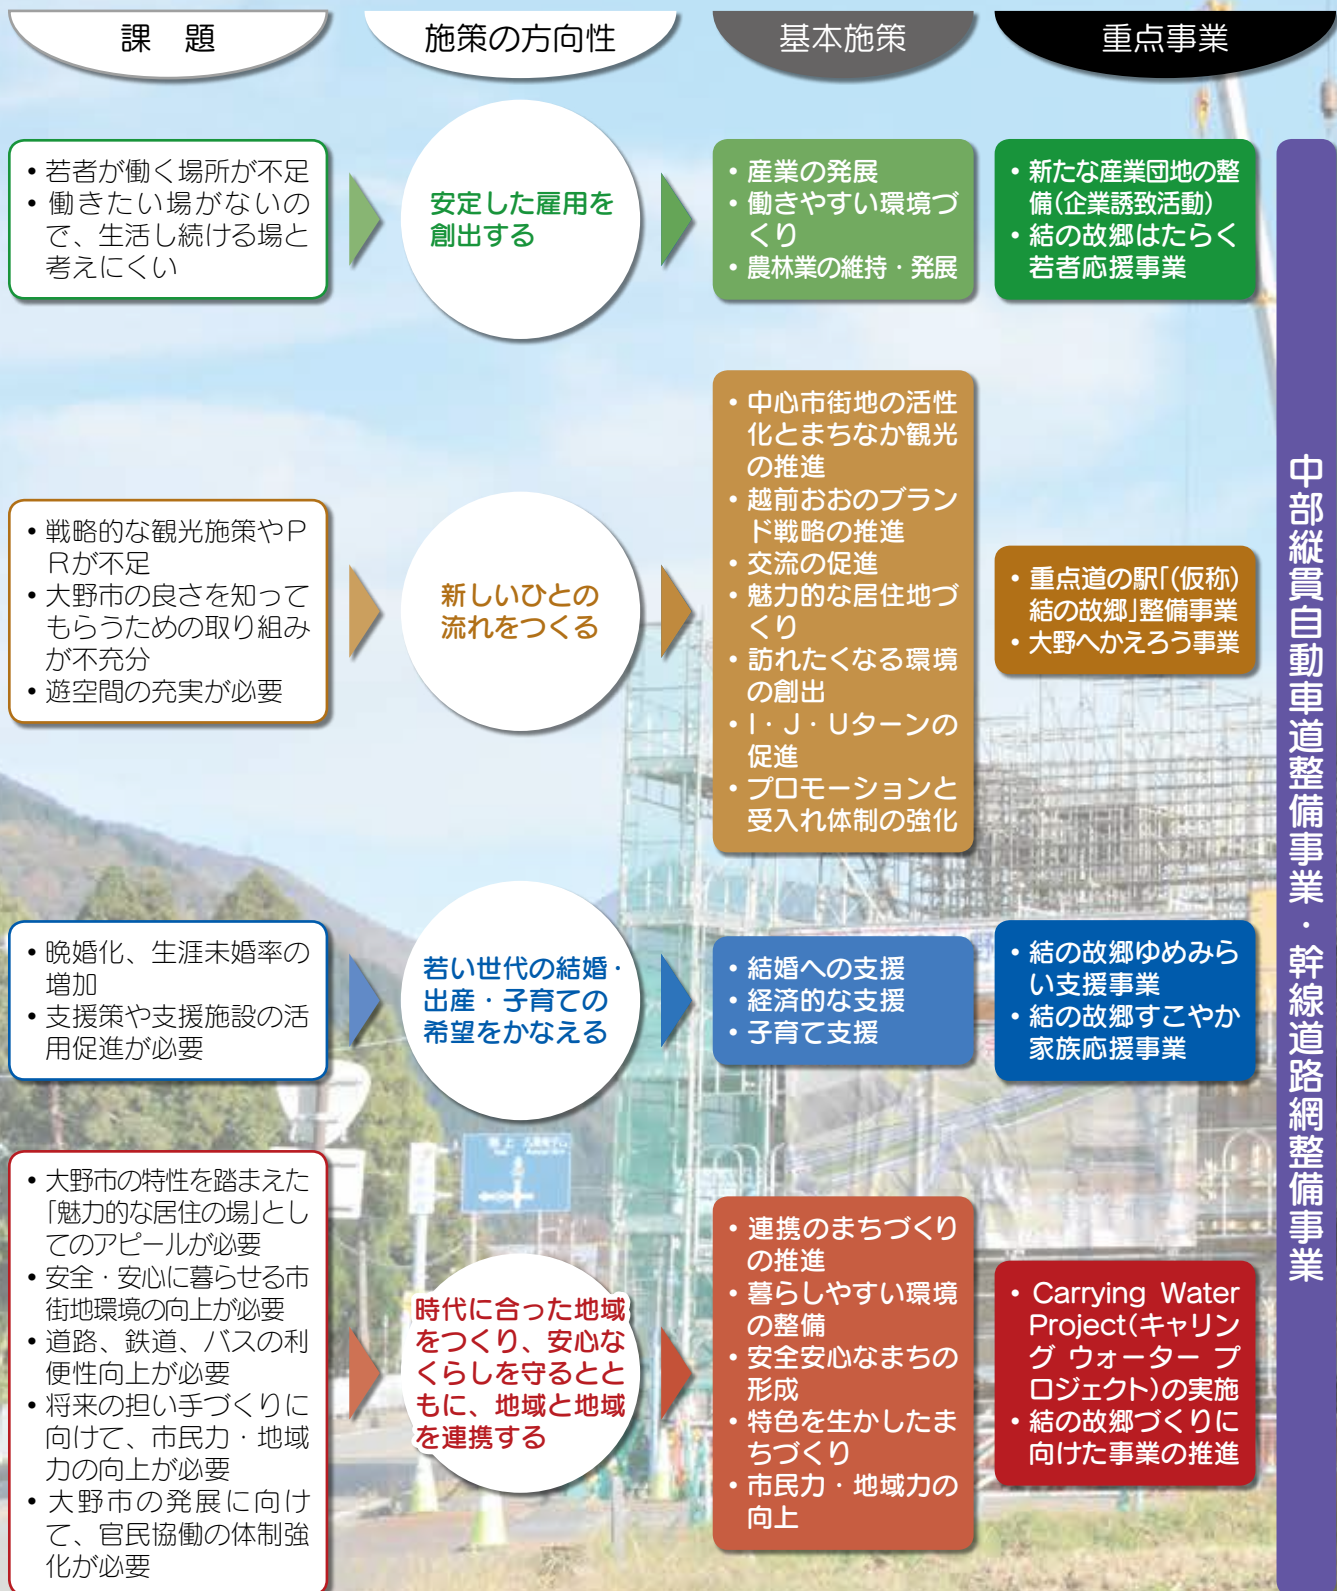 課題
施策の方向性
基本施策
重点事業
• 若者が働く場所が不足
• 働きたい場がないの
で、生活し続ける場と
考えにくい
安定した雇用を
創出する
• 産業の発展
• 働きやすい環境づ
くり
• 農林業の維持・発展
• 新たな産業団地の整
備(企業誘致活動)
• 結の故郷はたらく
若者応援事業
• 戦略的な観光施策やP
Rが不足
• 大野市の良さを知って
もらうための取り組み
が不充分
• 遊空間の充実が必要
新しいひとの
流れをつくる
• 中心市街地の活性
化とまちなか観光
の推進
• 越前おおのブラン
ド戦略の推進
• 交流の促進
• 魅力的な居住地づ
くり
• 訪れたくなる環境
の創出
• I・J・Uターンの
促進
• プロモーションと
受入れ体制の強化
• 重点道の駅「(仮称)
結の故郷」整備事業
• 大野へかえろう事業
• 晩婚化、生涯未婚率の
増加
• 支援策や支援施設の活
用促進が必要
若い世代の結婚・
出産・子育ての
希望をかなえる
• 結婚への支援
• 経済的な支援
• 子育て支援
• 結の故郷ゆめみら
い支援事業
• 結の故郷すこやか
家族応援事業
• 大野市の特性を踏まえた
「魅力的な居住の場」とし
てのアピールが必要
• 安全・安心に暮らせる市
街地環境の向上が必要
• 道路、鉄道、バスの利
便性向上が必要
• 将来の担い手づくりに
向けて、市民力・地域
力の向上が必要
• 大野市の発展に向け
て、官民協働の体制強
化が必要
時代に合った地域
をつくり、安心な
くらしを守るとと
もに、地域と地域
を連携する
• 連携のまちづくり
の推進
• 暮らしやすい環境
の整備
• 安全安心なまちの
形成
• 特色を生かしたま
ちづくり
• 市民力・地域力の
向上
• Carrying Water
Project(キャリン
グ ウォーター プ
ロジェクト)の実施
• 結の故郷づくりに
向けた事業の推進
中部縦貫自動車道整備事業・幹線道路網整備事業